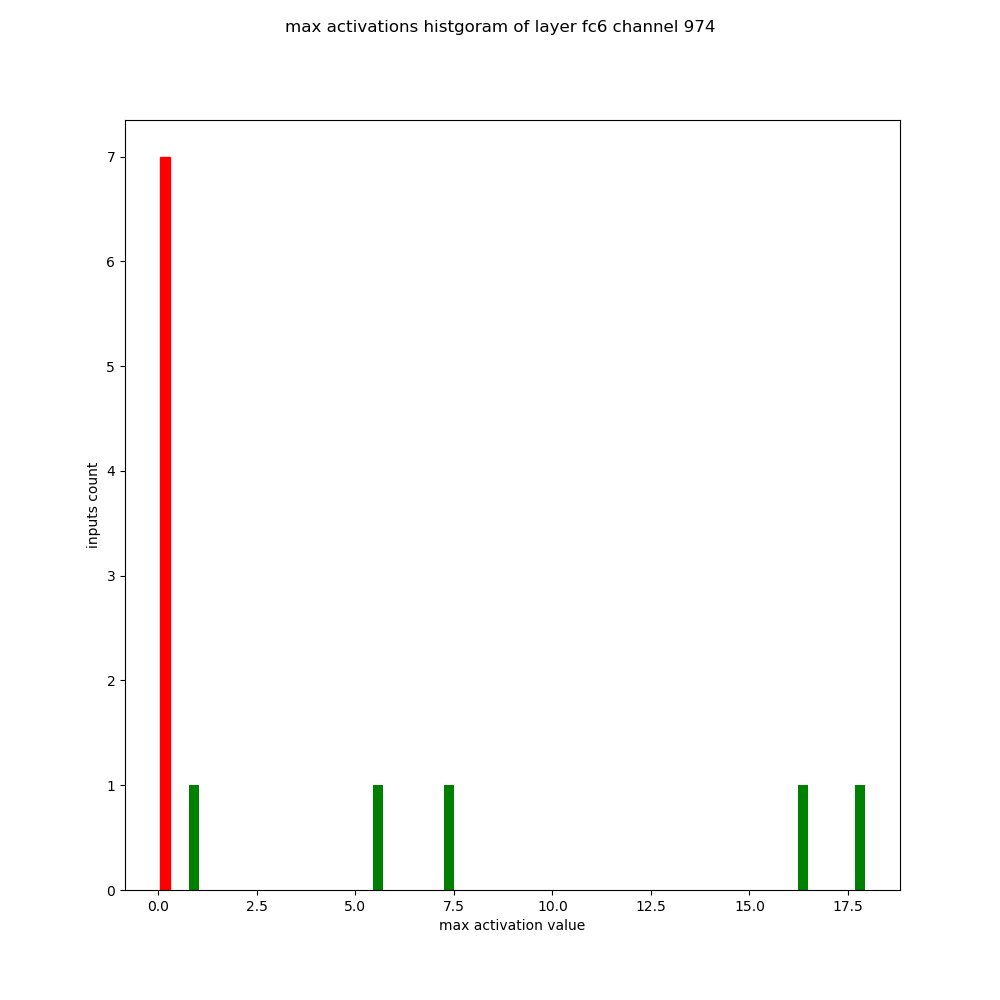 max activations histgoram of layer fc6 channel 974
7
6
5
4
3
2
1
0
inputs count
0.0 2.5 5.0 7.5 10.0 12.5 15.0 17.5
max activation value